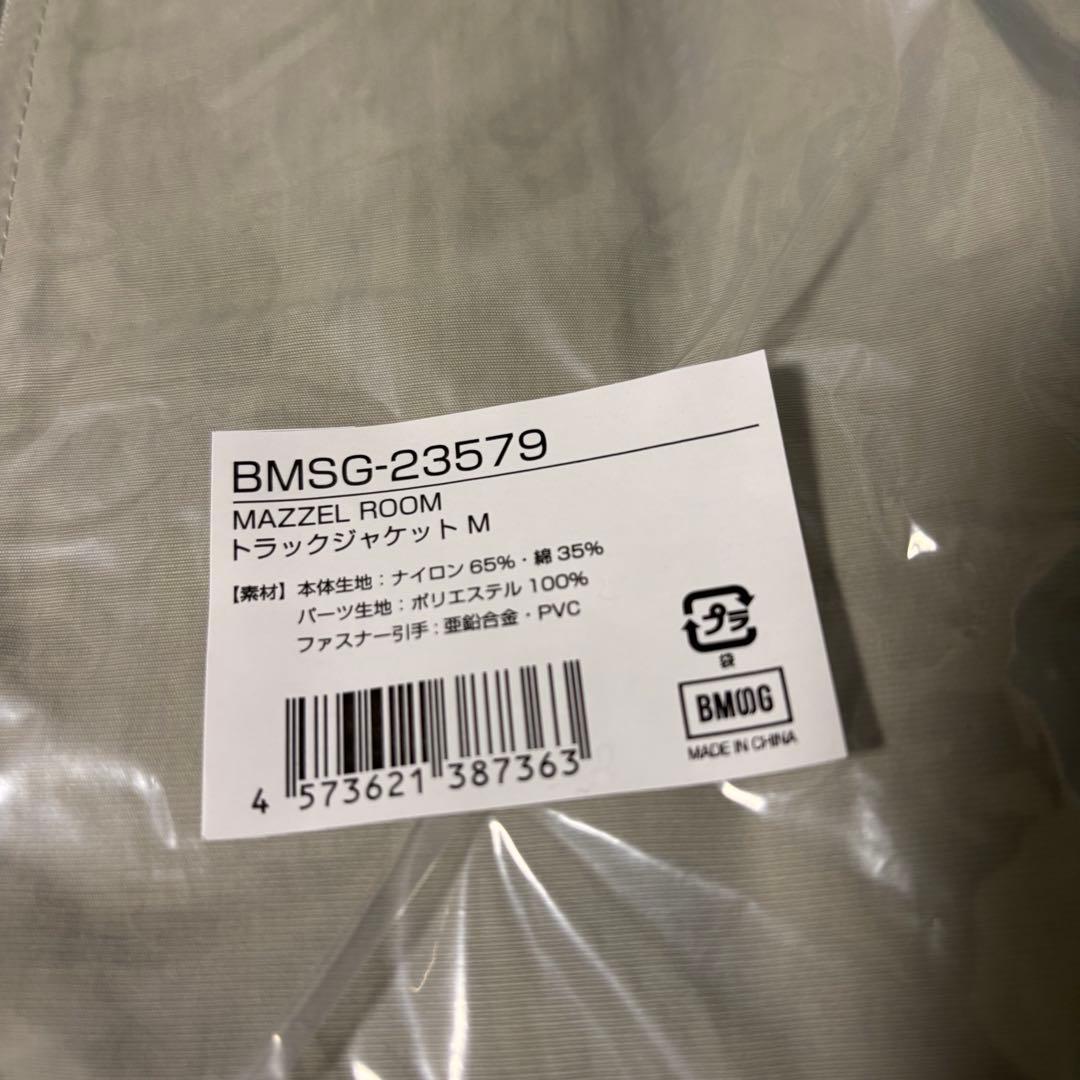 BMSG-23579
MAZZEL ROOM
トラックジャケット M
【素材】本体生地：ナイロン 65%・綿 35%
パーツ生地：ポリエステル 100%
ファスナー引手：亜鉛合金・PVC
プラ
袋
BMSG
MADE IN CHINA
4 573621 387363